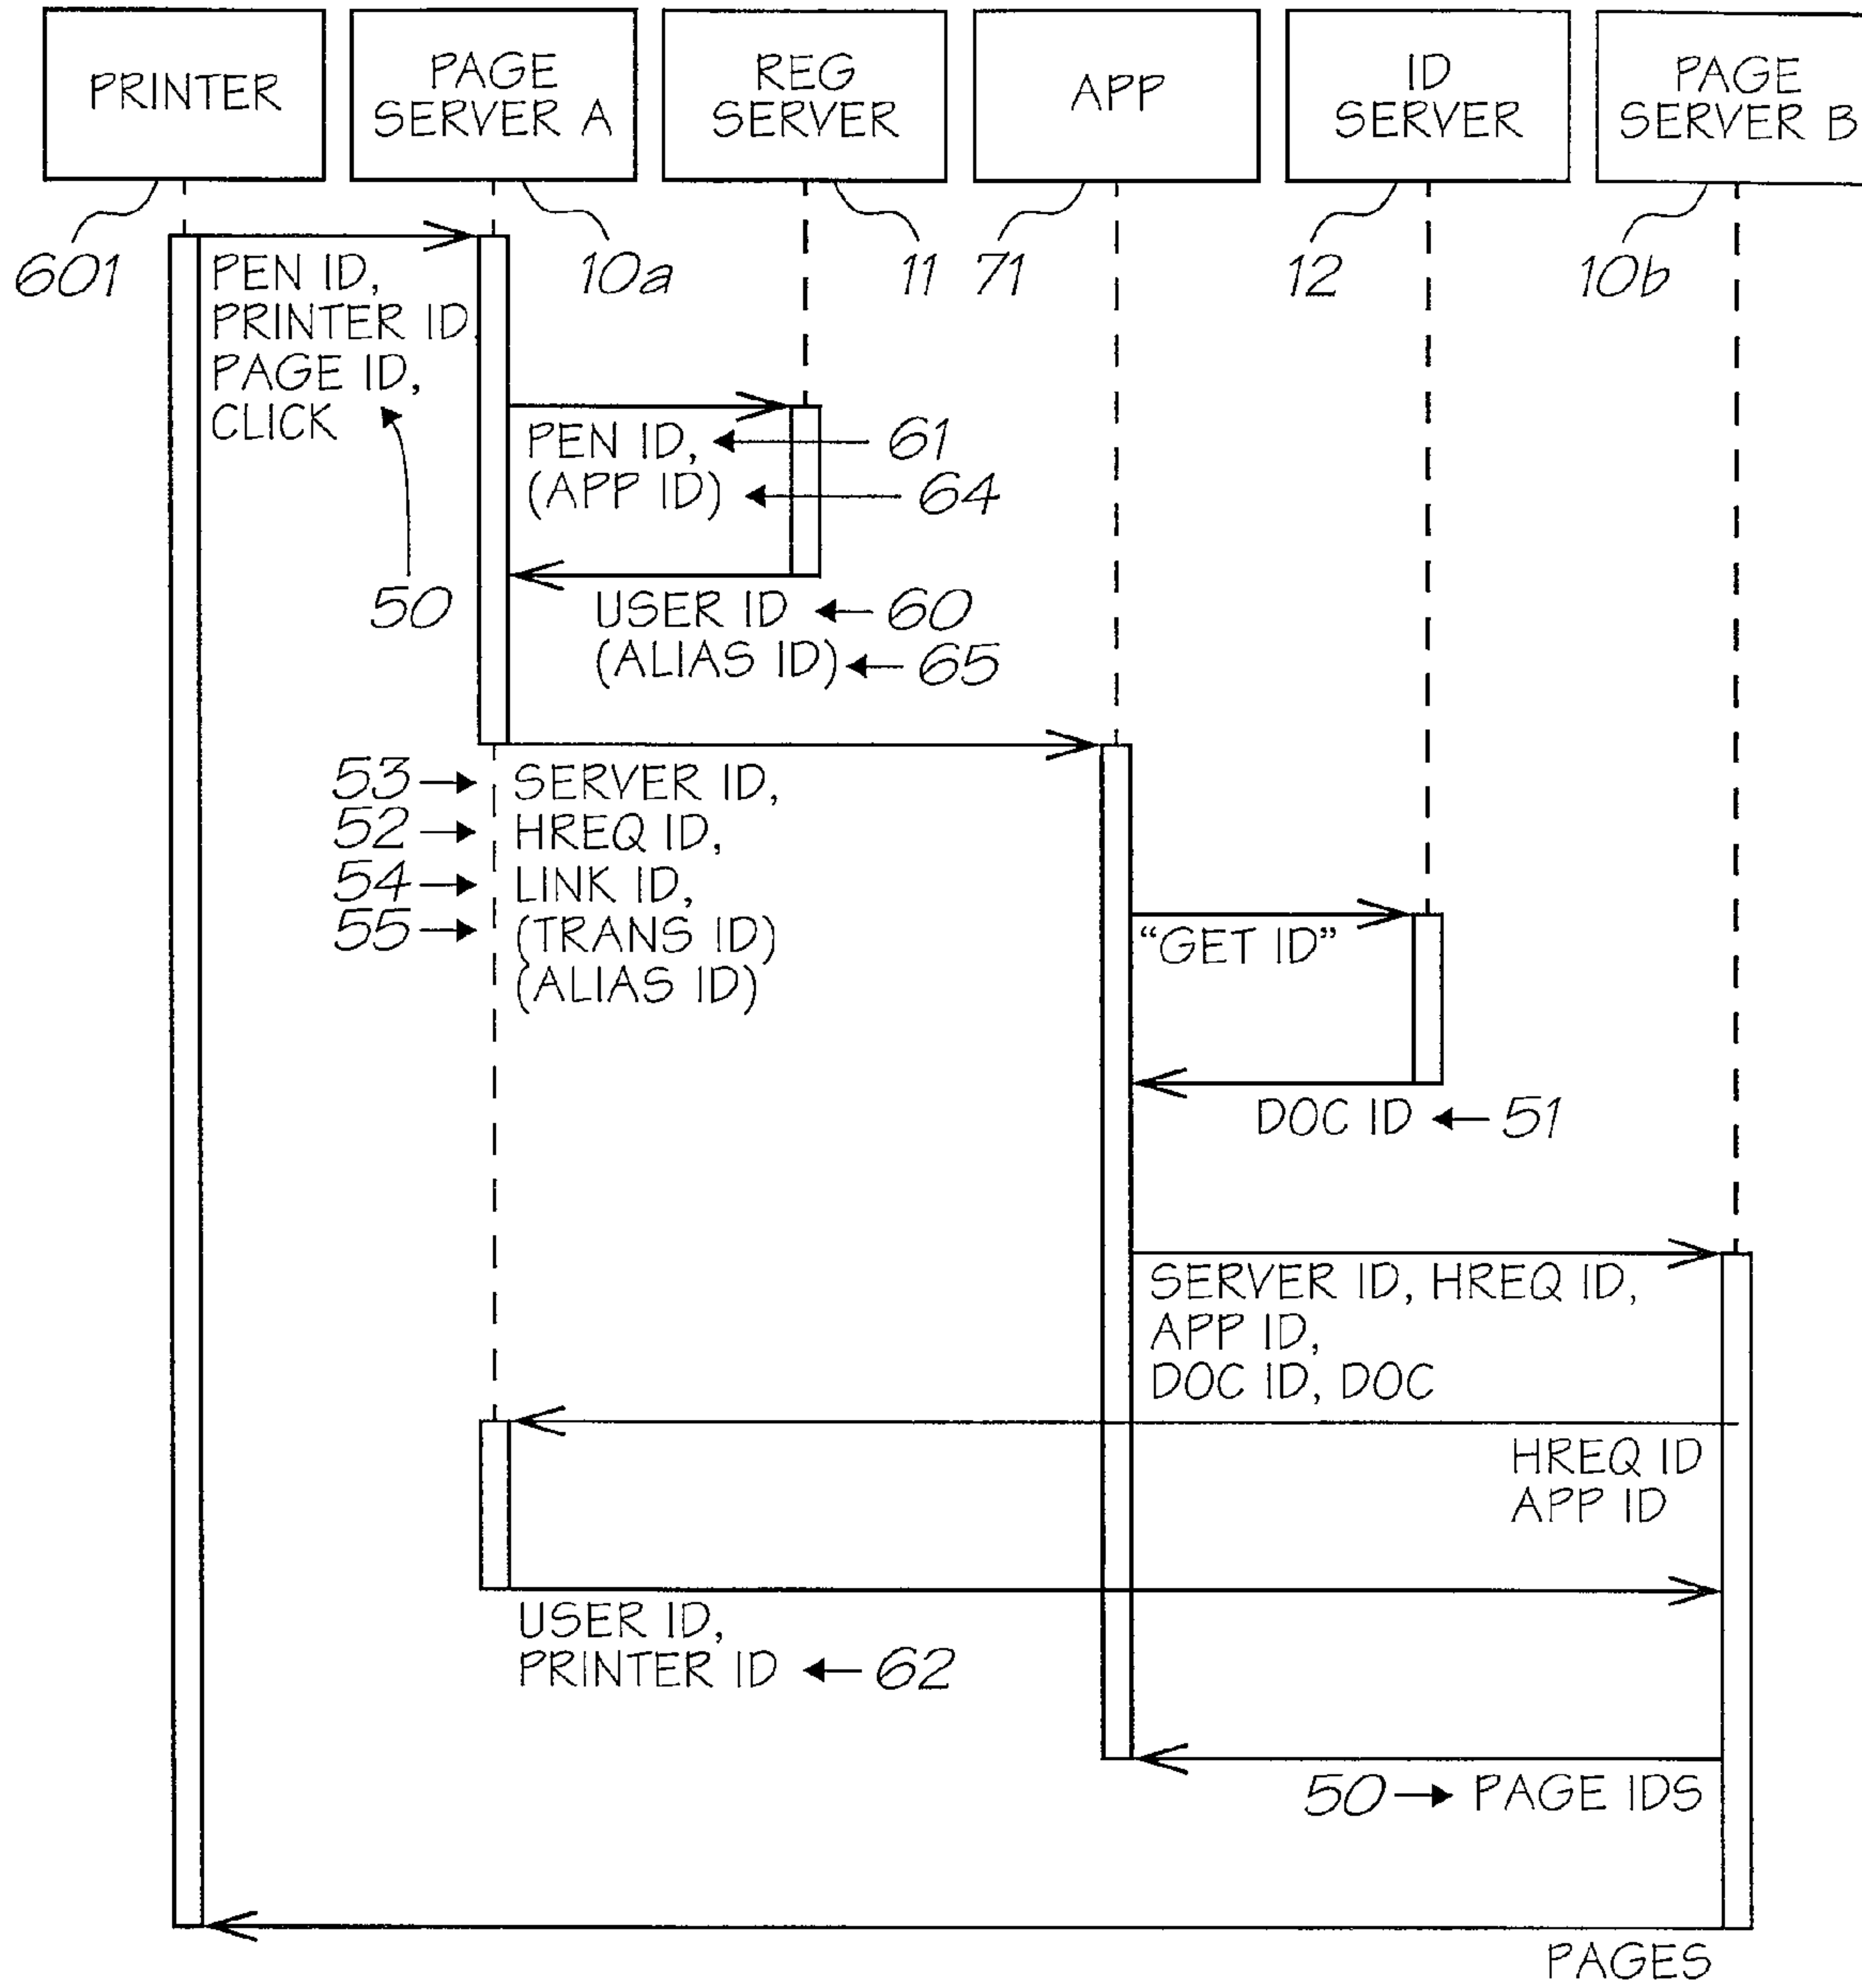 PRINTER
PAGE
SERVER A
REG
SERVER
APP
ID
SERVER
PAGE
SERVER B
601
10a
11
71
12
10b
PEN ID,
PRINTER ID
PAGE ID,
CLICK
50
PEN ID,
(APP ID)
61
64
USER ID
(ALIAS ID)
60
65
53
52
54
55
SERVER ID,
HREQ ID,
LINK ID,
(TRANS ID)
(ALIAS ID)
“GET ID”
DOC ID
51
SERVER ID, HREQ ID,
APP ID,
DOC ID, DOC
HREQ ID
APP ID
USER ID,
PRINTER ID
62
50
PAGE IDS
PAGES